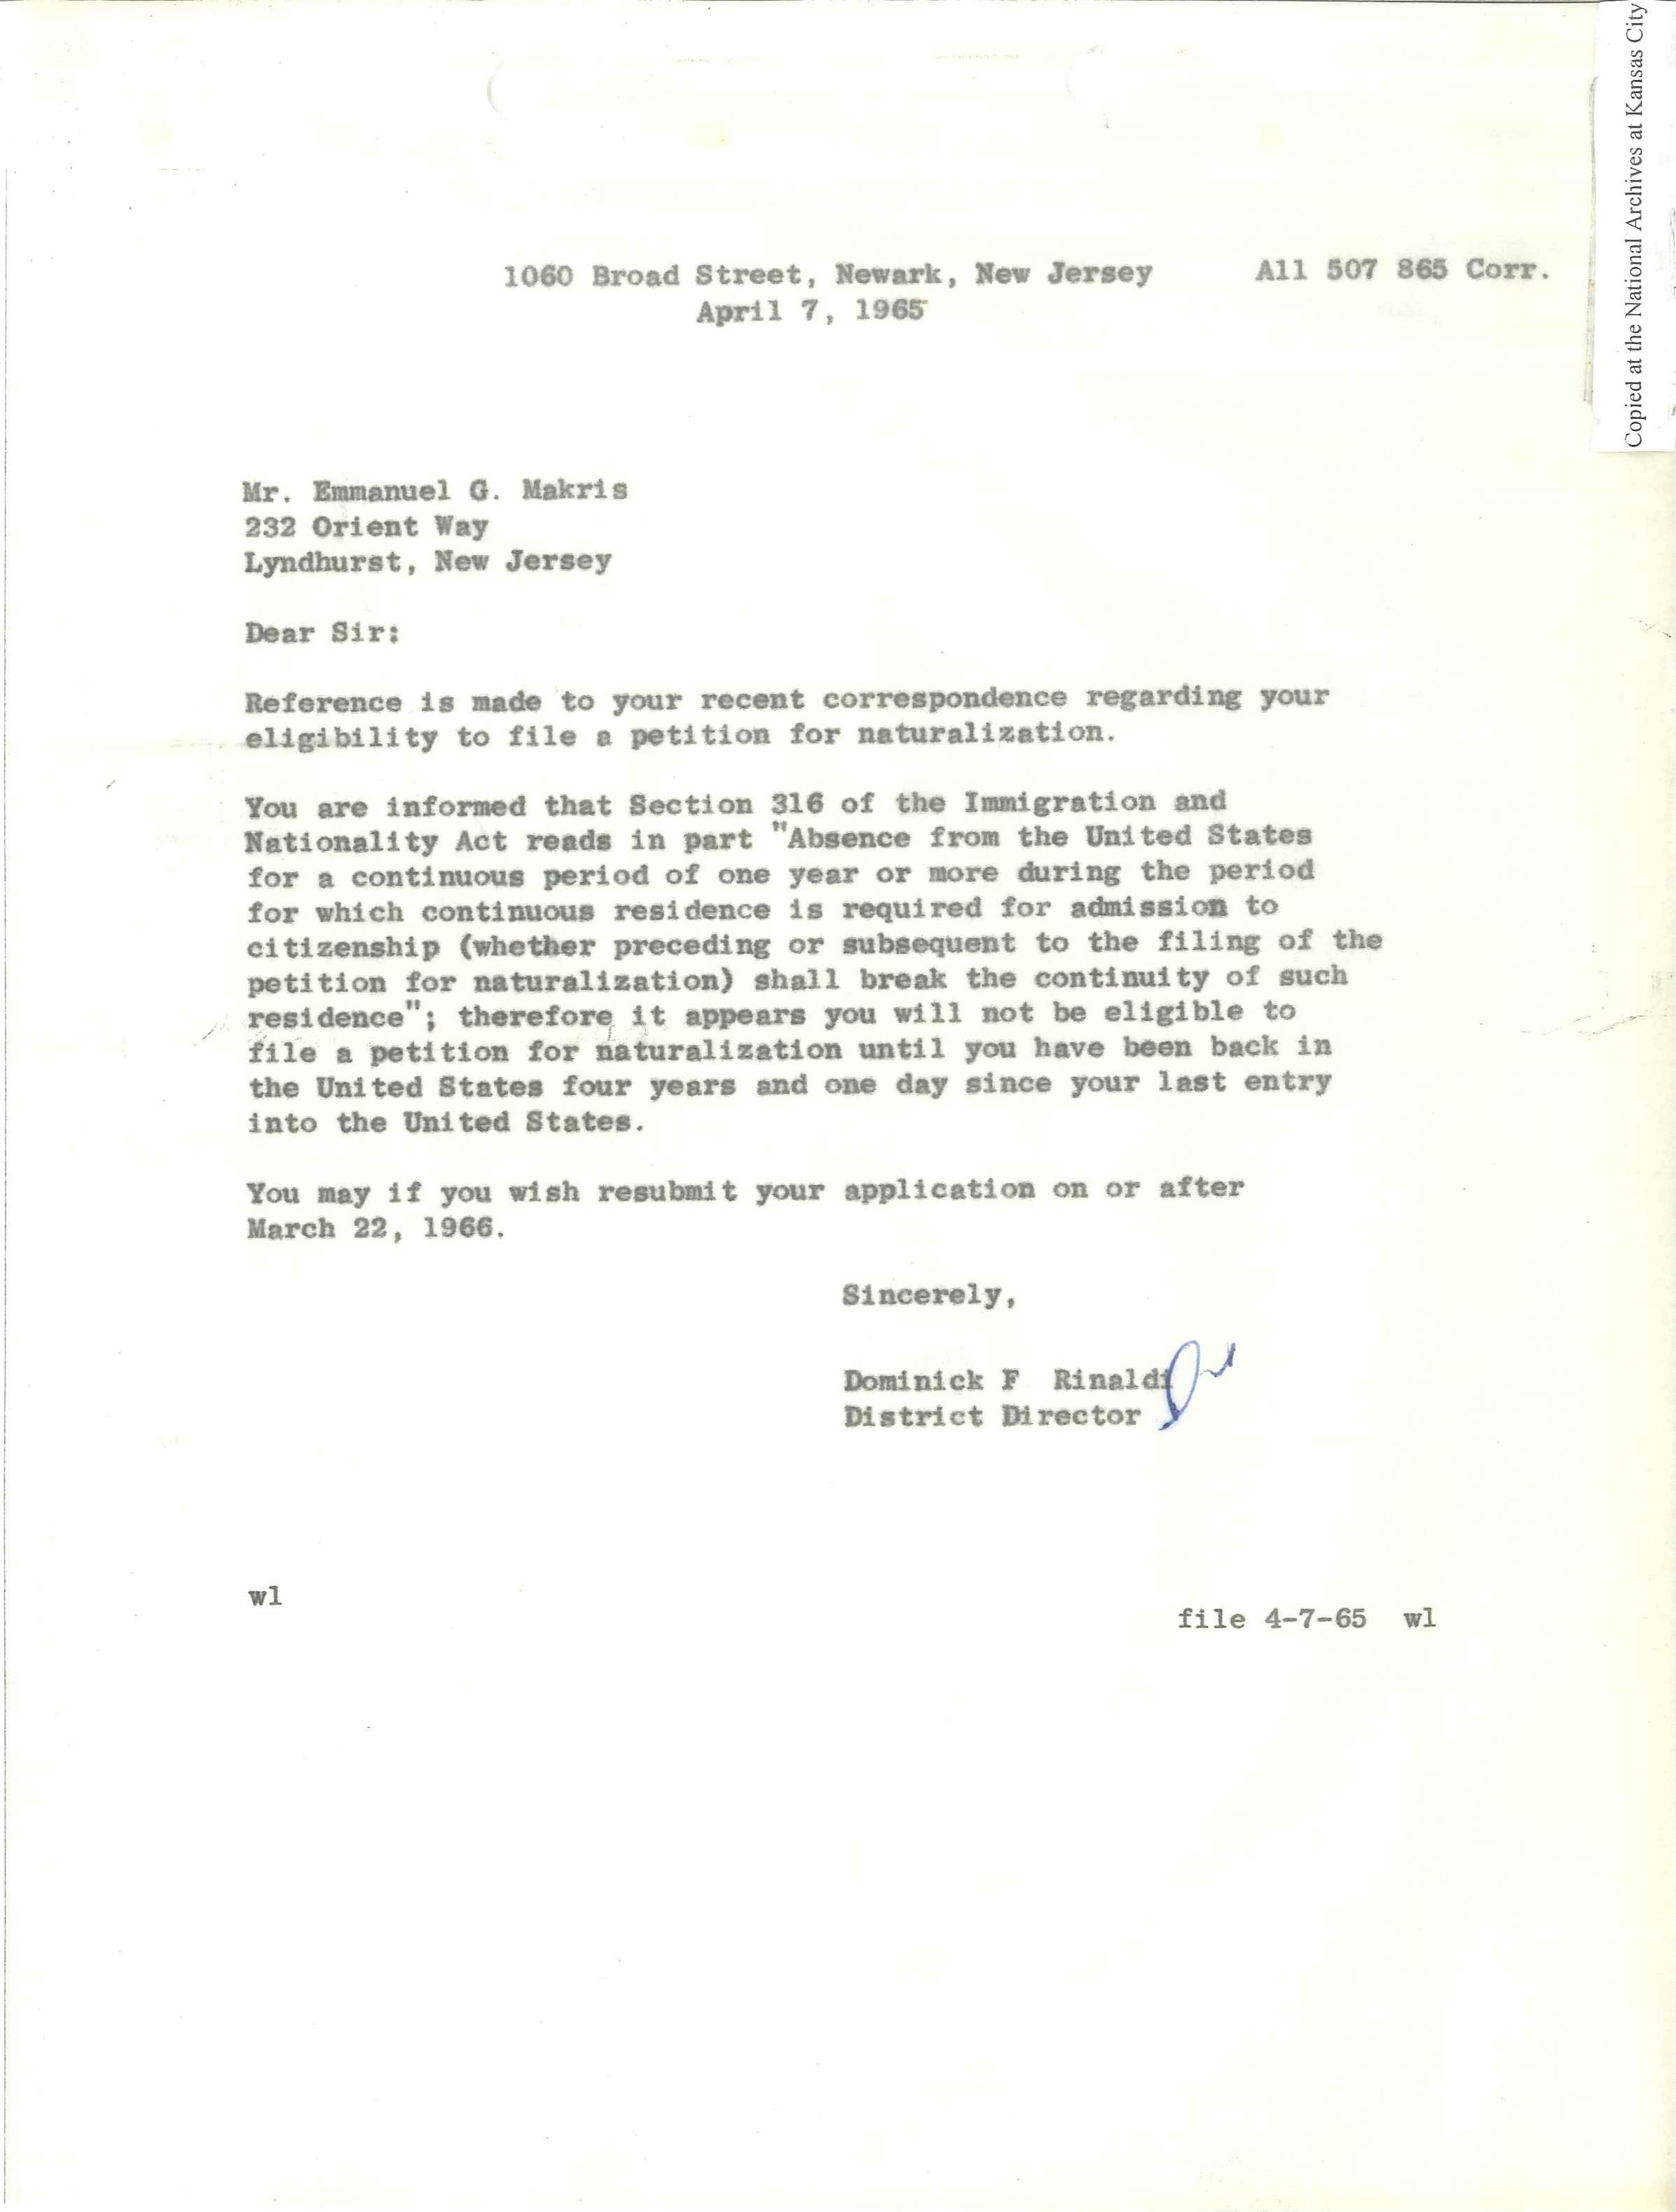 Copied at the National Archives at Kansas City
1060 Broad Street, Newark, New Jersey All 507 865 Corr.
April 7, 1965
Mr. Emmanuel G. Makris
232 Orient Way
Lyndhurst, New Jersey
Dear Sir:
Reference is made to your recent correspondence regarding your
eligibility to file a petition for naturalization.
You are informed that Section 316 of the Immigration and
Nationality Act reads in part "Absence from the United States
for a continuous period of one year or more during the period
for which continuous residence is required for admission to
citizenship (whether preceding or subsequent to the filing of the
petition for naturalization) shall break the continuity of such
residence"; therefore it appears you will not be eligible to
file a petition for naturalization until you have been back in
the United States four years and one day since your last entry
into the United States.
You may if you wish resubmit your application on or after
March 22, 1966.
Sincerely,
Dominick F Rinaldi
District Director
wl
file 4-7-65 wl